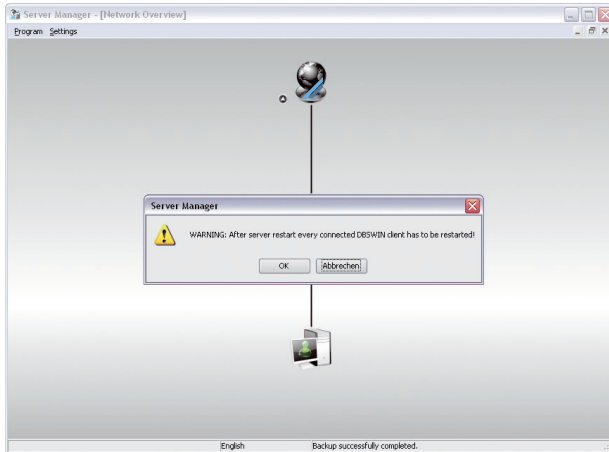 Server Manager - [Network Overview]
Program Settings
Server Manager
WARNING: After server restart every connected DBSWIN client has to be restarted!
OK Abbrechen
English Backup successfully completed.